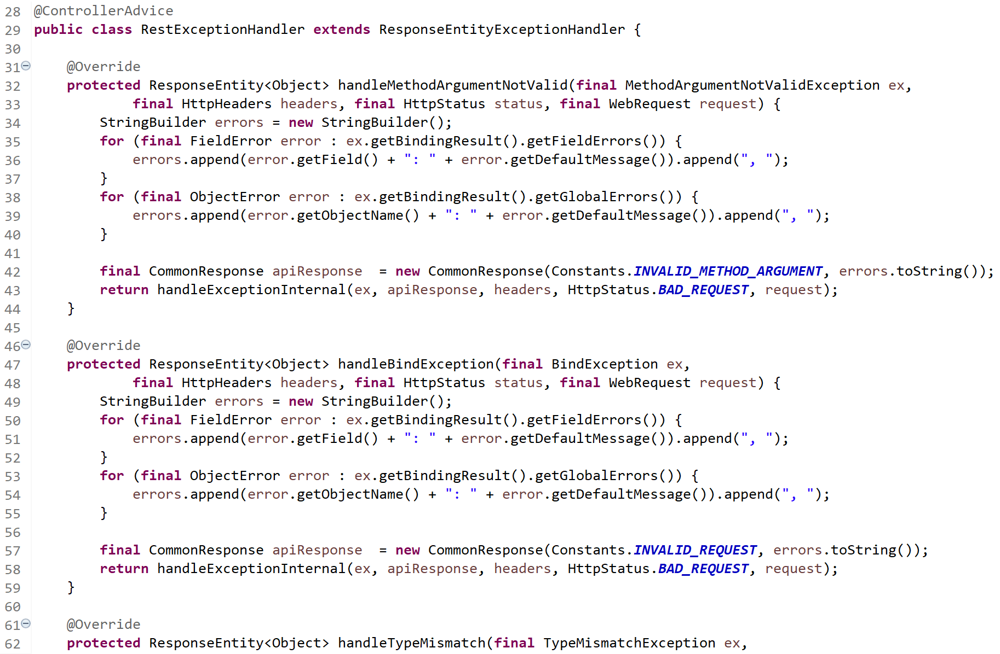 28 @ControllerAdvice
29 public class RestExceptionHandler extends ResponseEntityExceptionHandler {
30
31 @Override
32 protected ResponseEntity<Object> handleMethodArgumentNotValid(final MethodArgumentNotValidException ex,
33 final HttpHeaders headers, final HttpStatus status, final WebRequest request) {
34 StringBuilder errors = new StringBuilder();
35 for (final FieldError error : ex.getBindingResult().getFieldErrors()) {
36 errors.append(error.getField() + ": " + error.getDefaultMessage()).append(", ");
37 }
38 for (final ObjectError error : ex.getBindingResult().getGlobalErrors()) {
39 errors.append(error.getObjectName() + ": " + error.getDefaultMessage()).append(", ");
40 }
41
42 final CommonResponse apiResponse  = new CommonResponse(Constants.INVALID_METHOD_ARGUMENT, errors.toString());
43 return handleExceptionInternal(ex, apiResponse, headers, HttpStatus.BAD_REQUEST, request);
44 }
45
46 @Override
47 protected ResponseEntity<Object> handleBindException(final BindException ex,
48 final HttpHeaders headers, final HttpStatus status, final WebRequest request) {
49 StringBuilder errors = new StringBuilder();
50 for (final FieldError error : ex.getBindingResult().getFieldErrors()) {
51 errors.append(error.getField() + ": " + error.getDefaultMessage()).append(", ");
52 }
53 for (final ObjectError error : ex.getBindingResult().getGlobalErrors()) {
54 errors.append(error.getObjectName() + ": " + error.getDefaultMessage()).append(", ");
55 }
56
57 final CommonResponse apiResponse  = new CommonResponse(Constants.INVALID_REQUEST, errors.toString());
58 return handleExceptionInternal(ex, apiResponse, headers, HttpStatus.BAD_REQUEST, request);
59 }
60
61 @Override
62 protected ResponseEntity<Object> handleTypeMismatch(final TypeMismatchException ex,